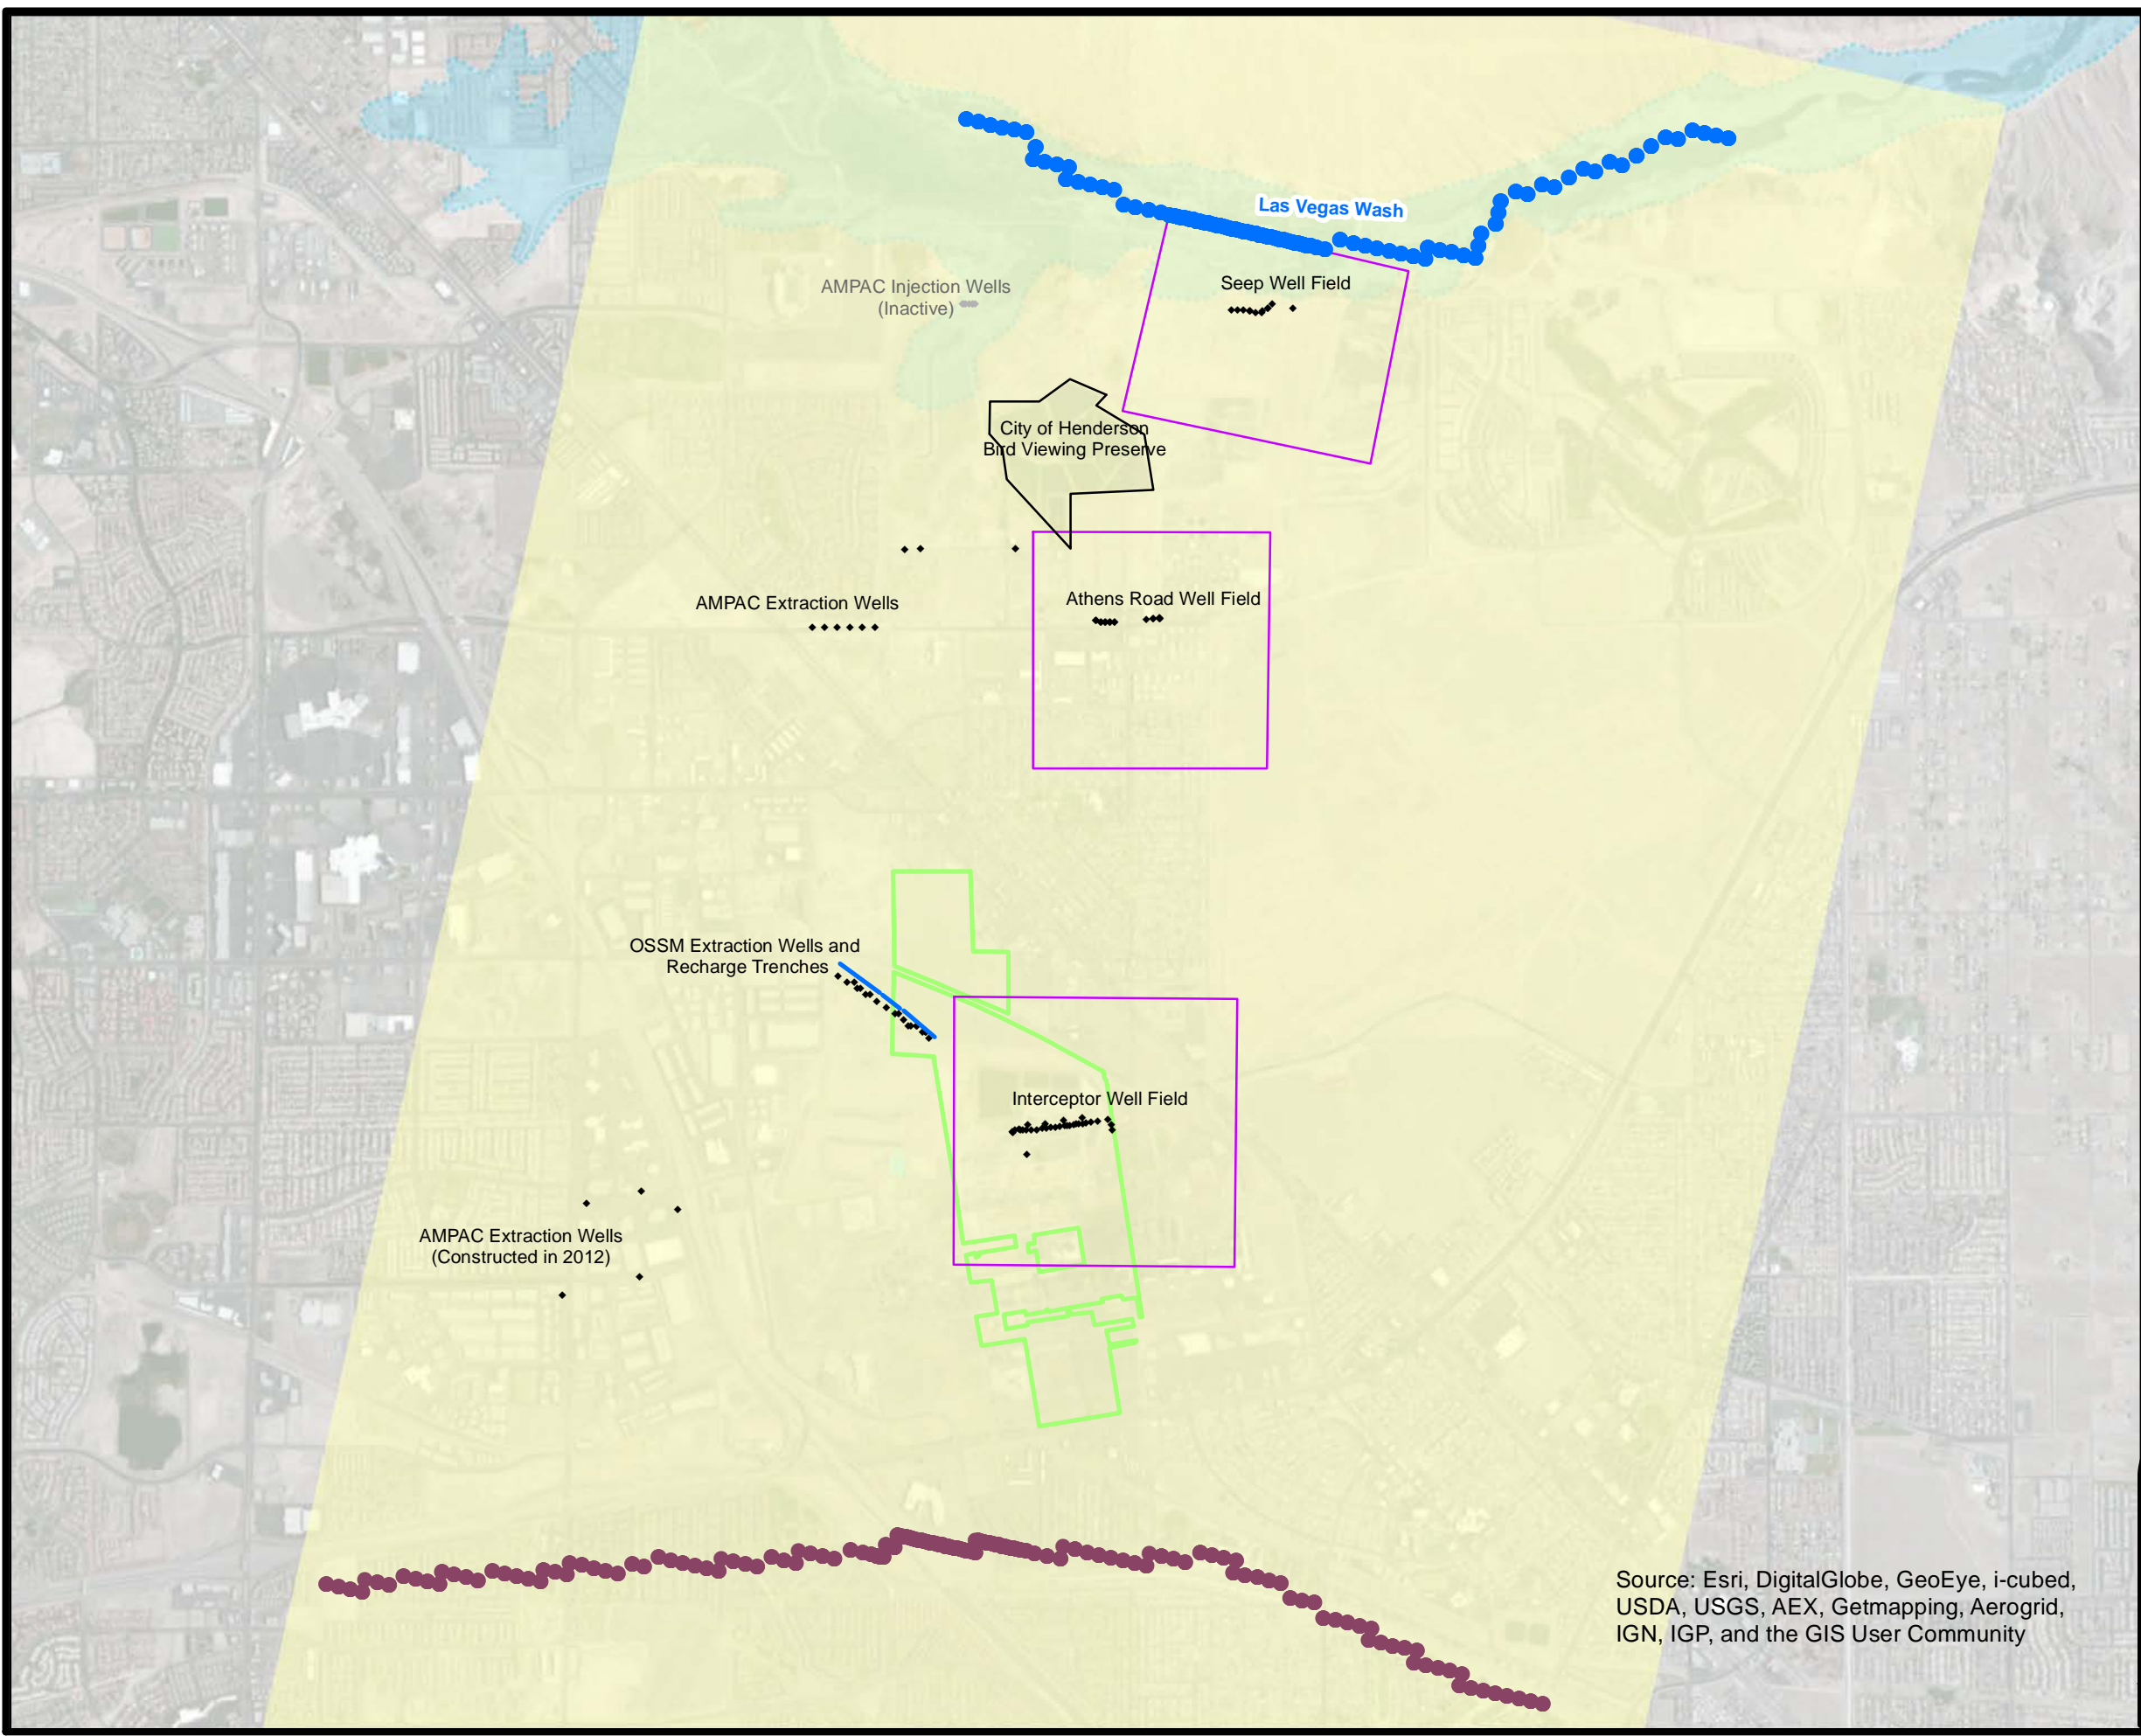 Las Vegas Wash
Seep Well Field
AMPAC Injection Wells
(Inactive)
City of Henderson
Bird Viewing Preserve
AMPAC Extraction Wells
Athens Road Well Field
OSSM Extraction Wells and
Recharge Trenches
Interceptor Well Field
AMPAC Extraction Wells
(Constructed in 2012)
Source: Esri, DigitalGlobe, GeoEye, i-cubed,
USDA, USGS, AEX, Getmapping, Aerogrid,
IGN, IGP, and the GIS User Community